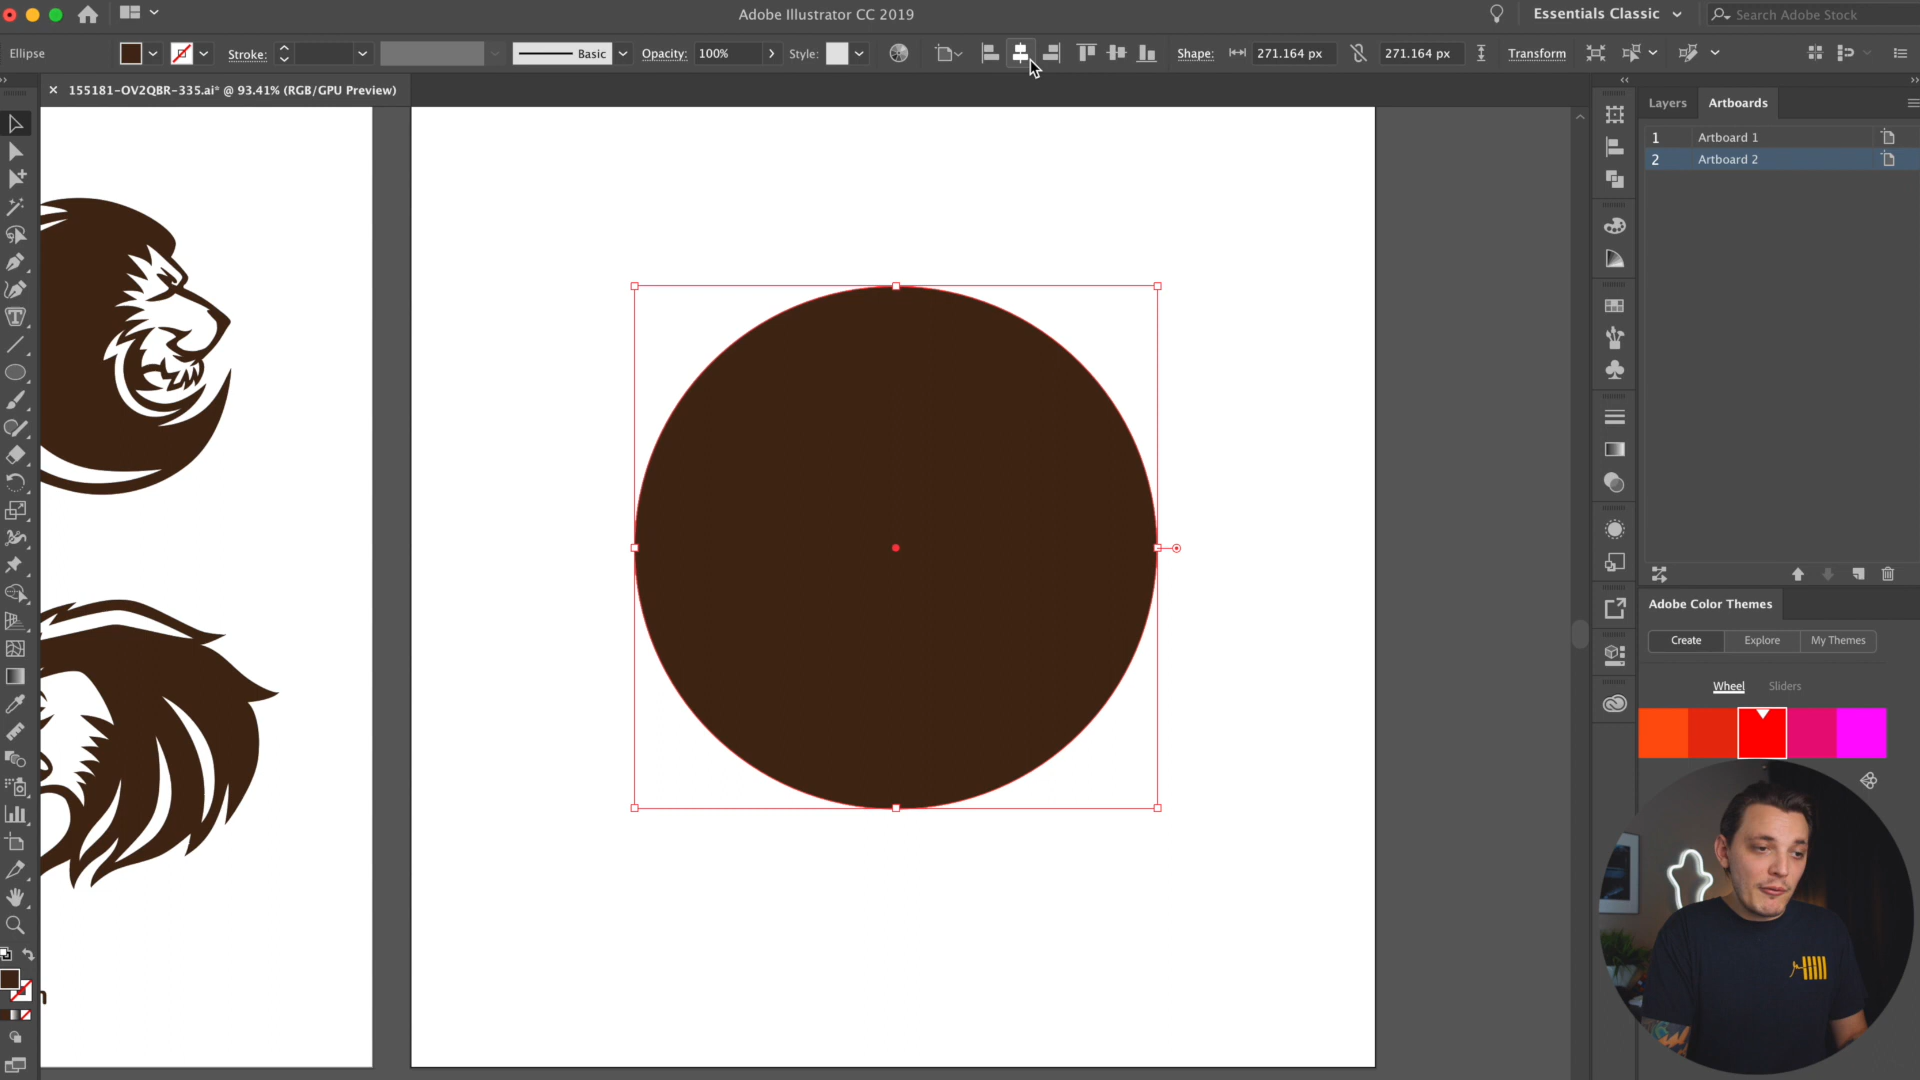 Adobe Illustrator CC 2019
Essentials Classic
Search Adobe Stock
Ellipse
Stroke:
Basic
Opacity: 100%
Style:
Shape: 271.164 px
271.164 px
Transform
155181-OV2QBR-335.ai* @ 93.41% (RGB/GPU Preview)
Layers
Artboards
1 Artboard 1
2 Artboard 2
Adobe Color Themes
Create
Explore
My Themes
Wheel
Sliders